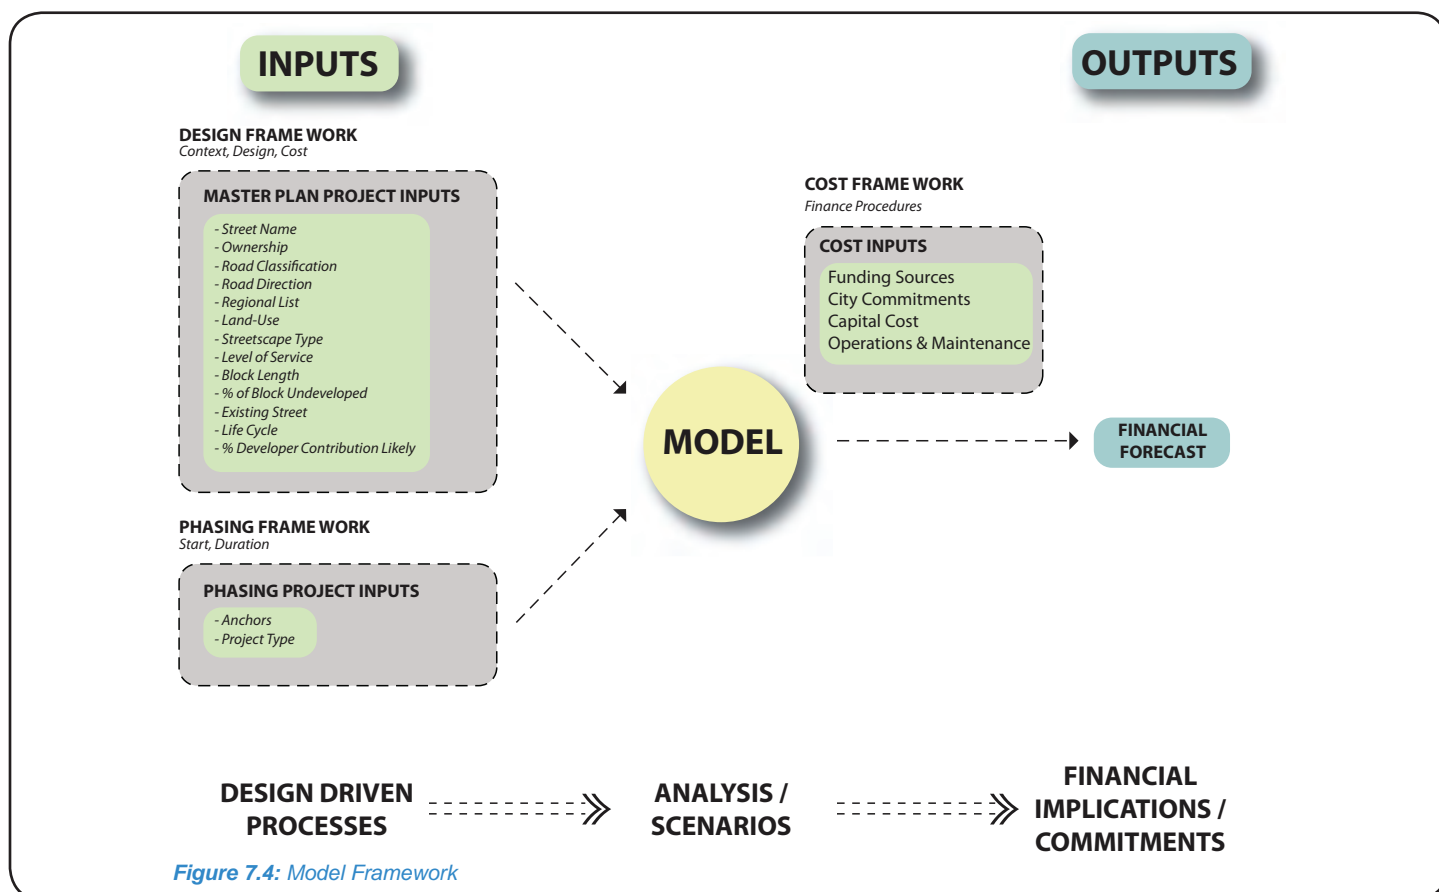 INPUTS
OUTPUTS
DESIGN FRAME WORK
Context, Design, Cost
MASTER PLAN PROJECT INPUTS
- Street Name
- Ownership
- Road Classification
- Road Direction
- Regional List
- Land-Use
- Streetscape Type
- Level of Service
- Block Length
- % of Block Undeveloped
- Existing Street
- Life Cycle
- % Developer Contribution Likely
PHASING FRAME WORK
Start, Duration
PHASING PROJECT INPUTS
- Anchors
- Project Type
MODEL
COST FRAME WORK
Finance Procedures
COST INPUTS
Funding Sources
City Commitments
Capital Cost
Operations & Maintenance
FINANCIAL
FORECAST
DESIGN DRIVEN
PROCESSES
ANALYSIS /
SCENARIOS
FINANCIAL
IMPLICATIONS /
COMMITMENTS
Figure 7.4: Model Framework